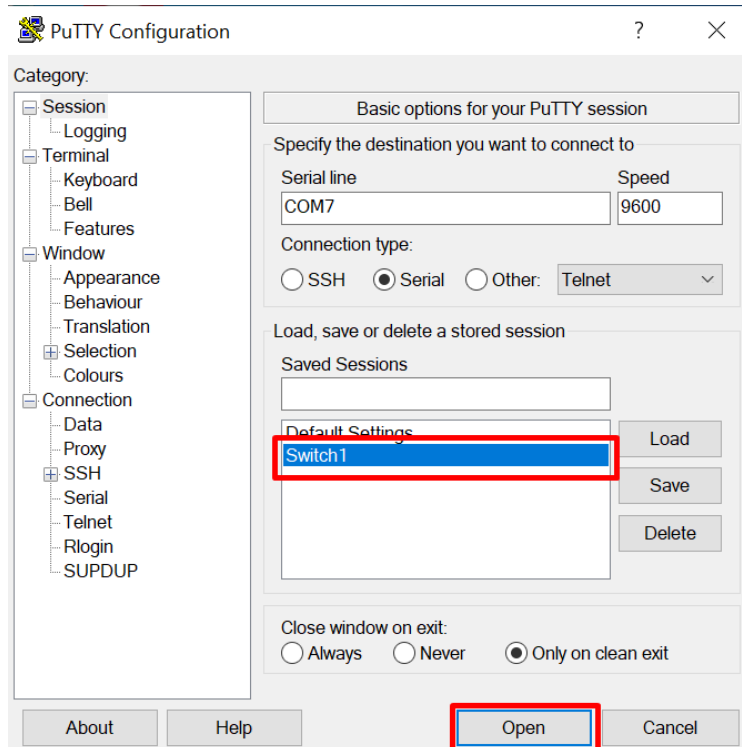 PuTTY Configuration
?
Category:
Session
Logging
Terminal
Keyboard
Bell
Features
Window
Appearance
Behaviour
Translation
Selection
Colours
Connection
Data
Proxy
SSH
Serial
Telnet
Rlogin
SUPDUP
Basic options for your PuTTY session
Specify the destination you want to connect to
Serial line Speed
COM7 9600
Connection type:
SSH Serial Other: Telnet
Load, save or delete a stored session
Saved Sessions
Default Settings
Switch1
Load
Save
Delete
Close window on exit:
Always Never Only on clean exit
About Help Open Cancel